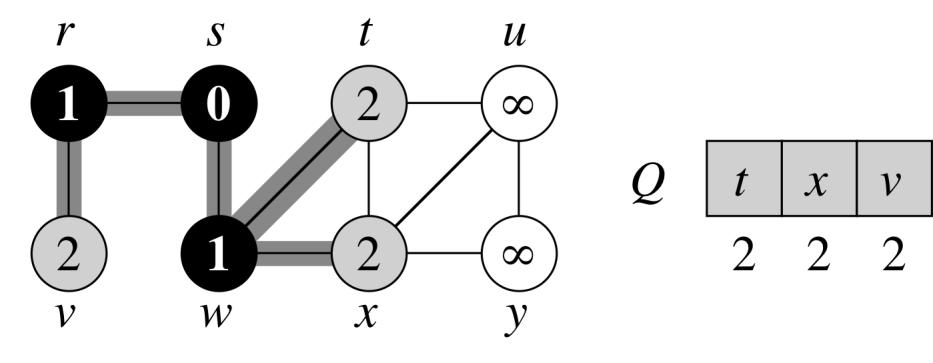 r s t u
1 0 2 ∞
Q t x v
2 1 2 ∞
2 2 2
v w x y